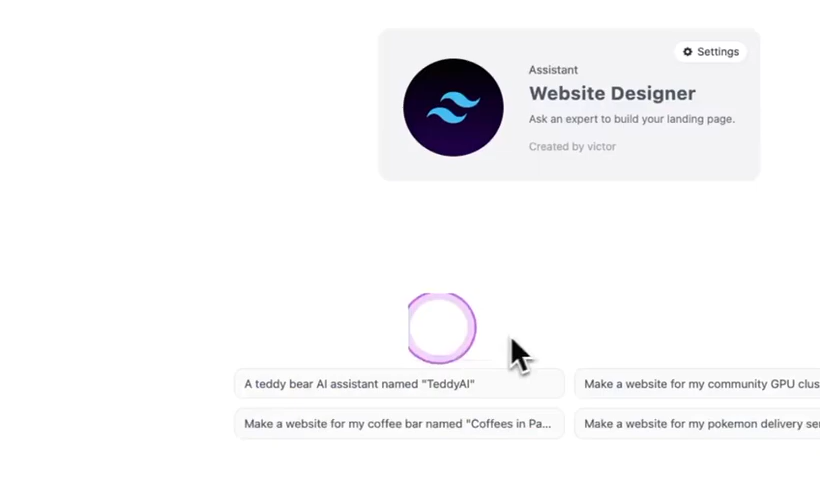 Settings
Assistant
Website Designer
Ask an expert to build your landing page.
Created by victor
A teddy bear AI assistant named "TeddyAI"
Make a website for my community GPU clus
Make a website for my coffee bar named "Coffees in Pa...
Make a website for my pokemon delivery ser